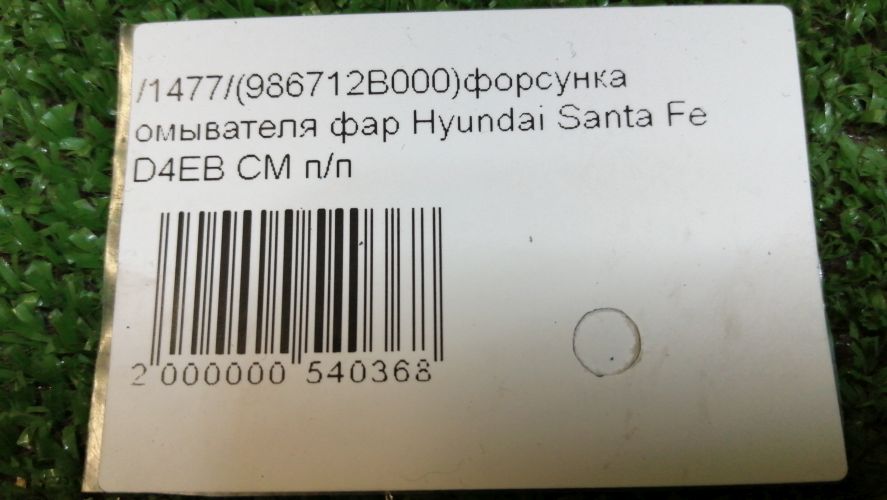 /1477/(986712B000)форсунка
омывателя фар Hyundai Santa Fe
D4EB CM п/п
2 000000 540368